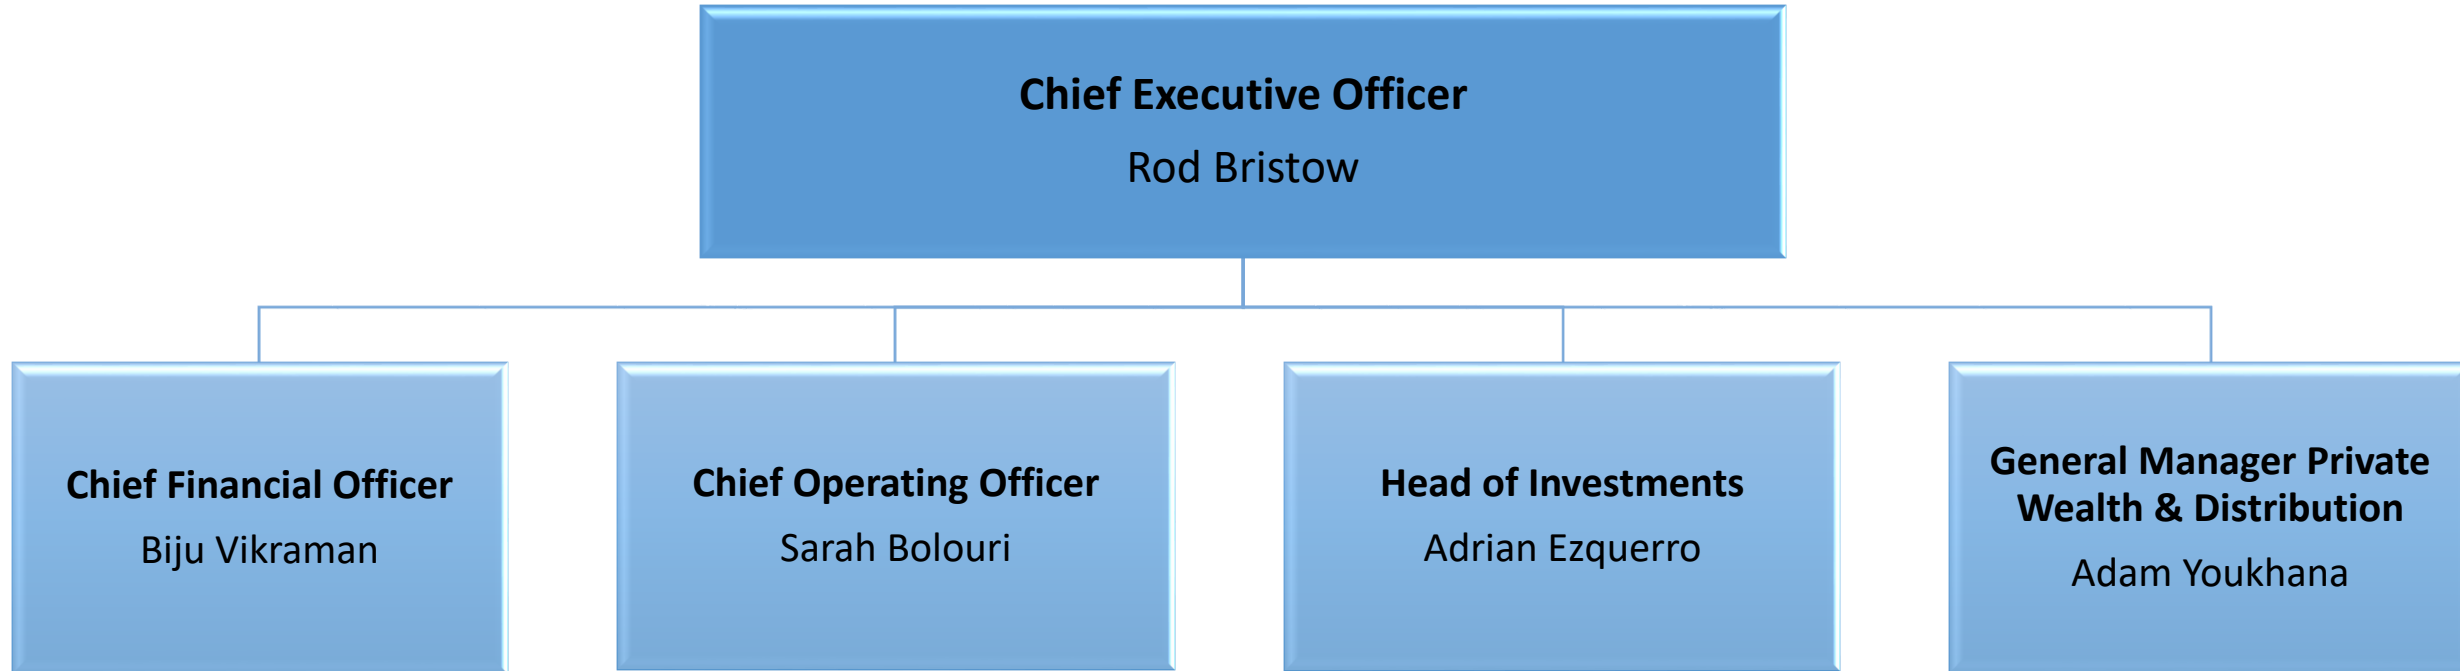 Chief Executive Officer
Rod Bristow
Chief Financial Officer
Biju Vikraman
Chief Operating Officer
Sarah Bolouri
Head of Investments
Adrian Ezquerro
General Manager Private
Wealth & Distribution
Adam Youkhana